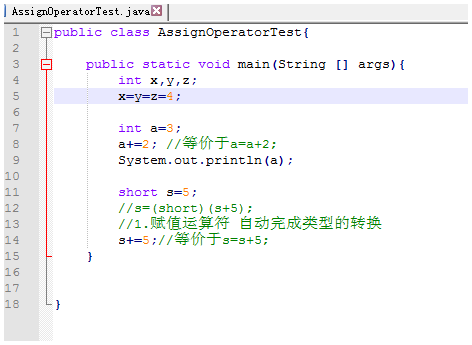 AssignOperatorTest.java
1 public class AssignOperatorTest{
2
3 public static void main(String [] args){
4 int x,y,z;
5 x=y=z=4;
6
7 int a=3;
8 a+=2; //等价于a=a+2;
9 System.out.println(a);
10
11 short s=5;
12 //s=(short)(s+5);
13 //1.赋值运算符 自动完成类型的转换
14 s+=5;//等价于s=s+5;
15 }
16
17
18 }